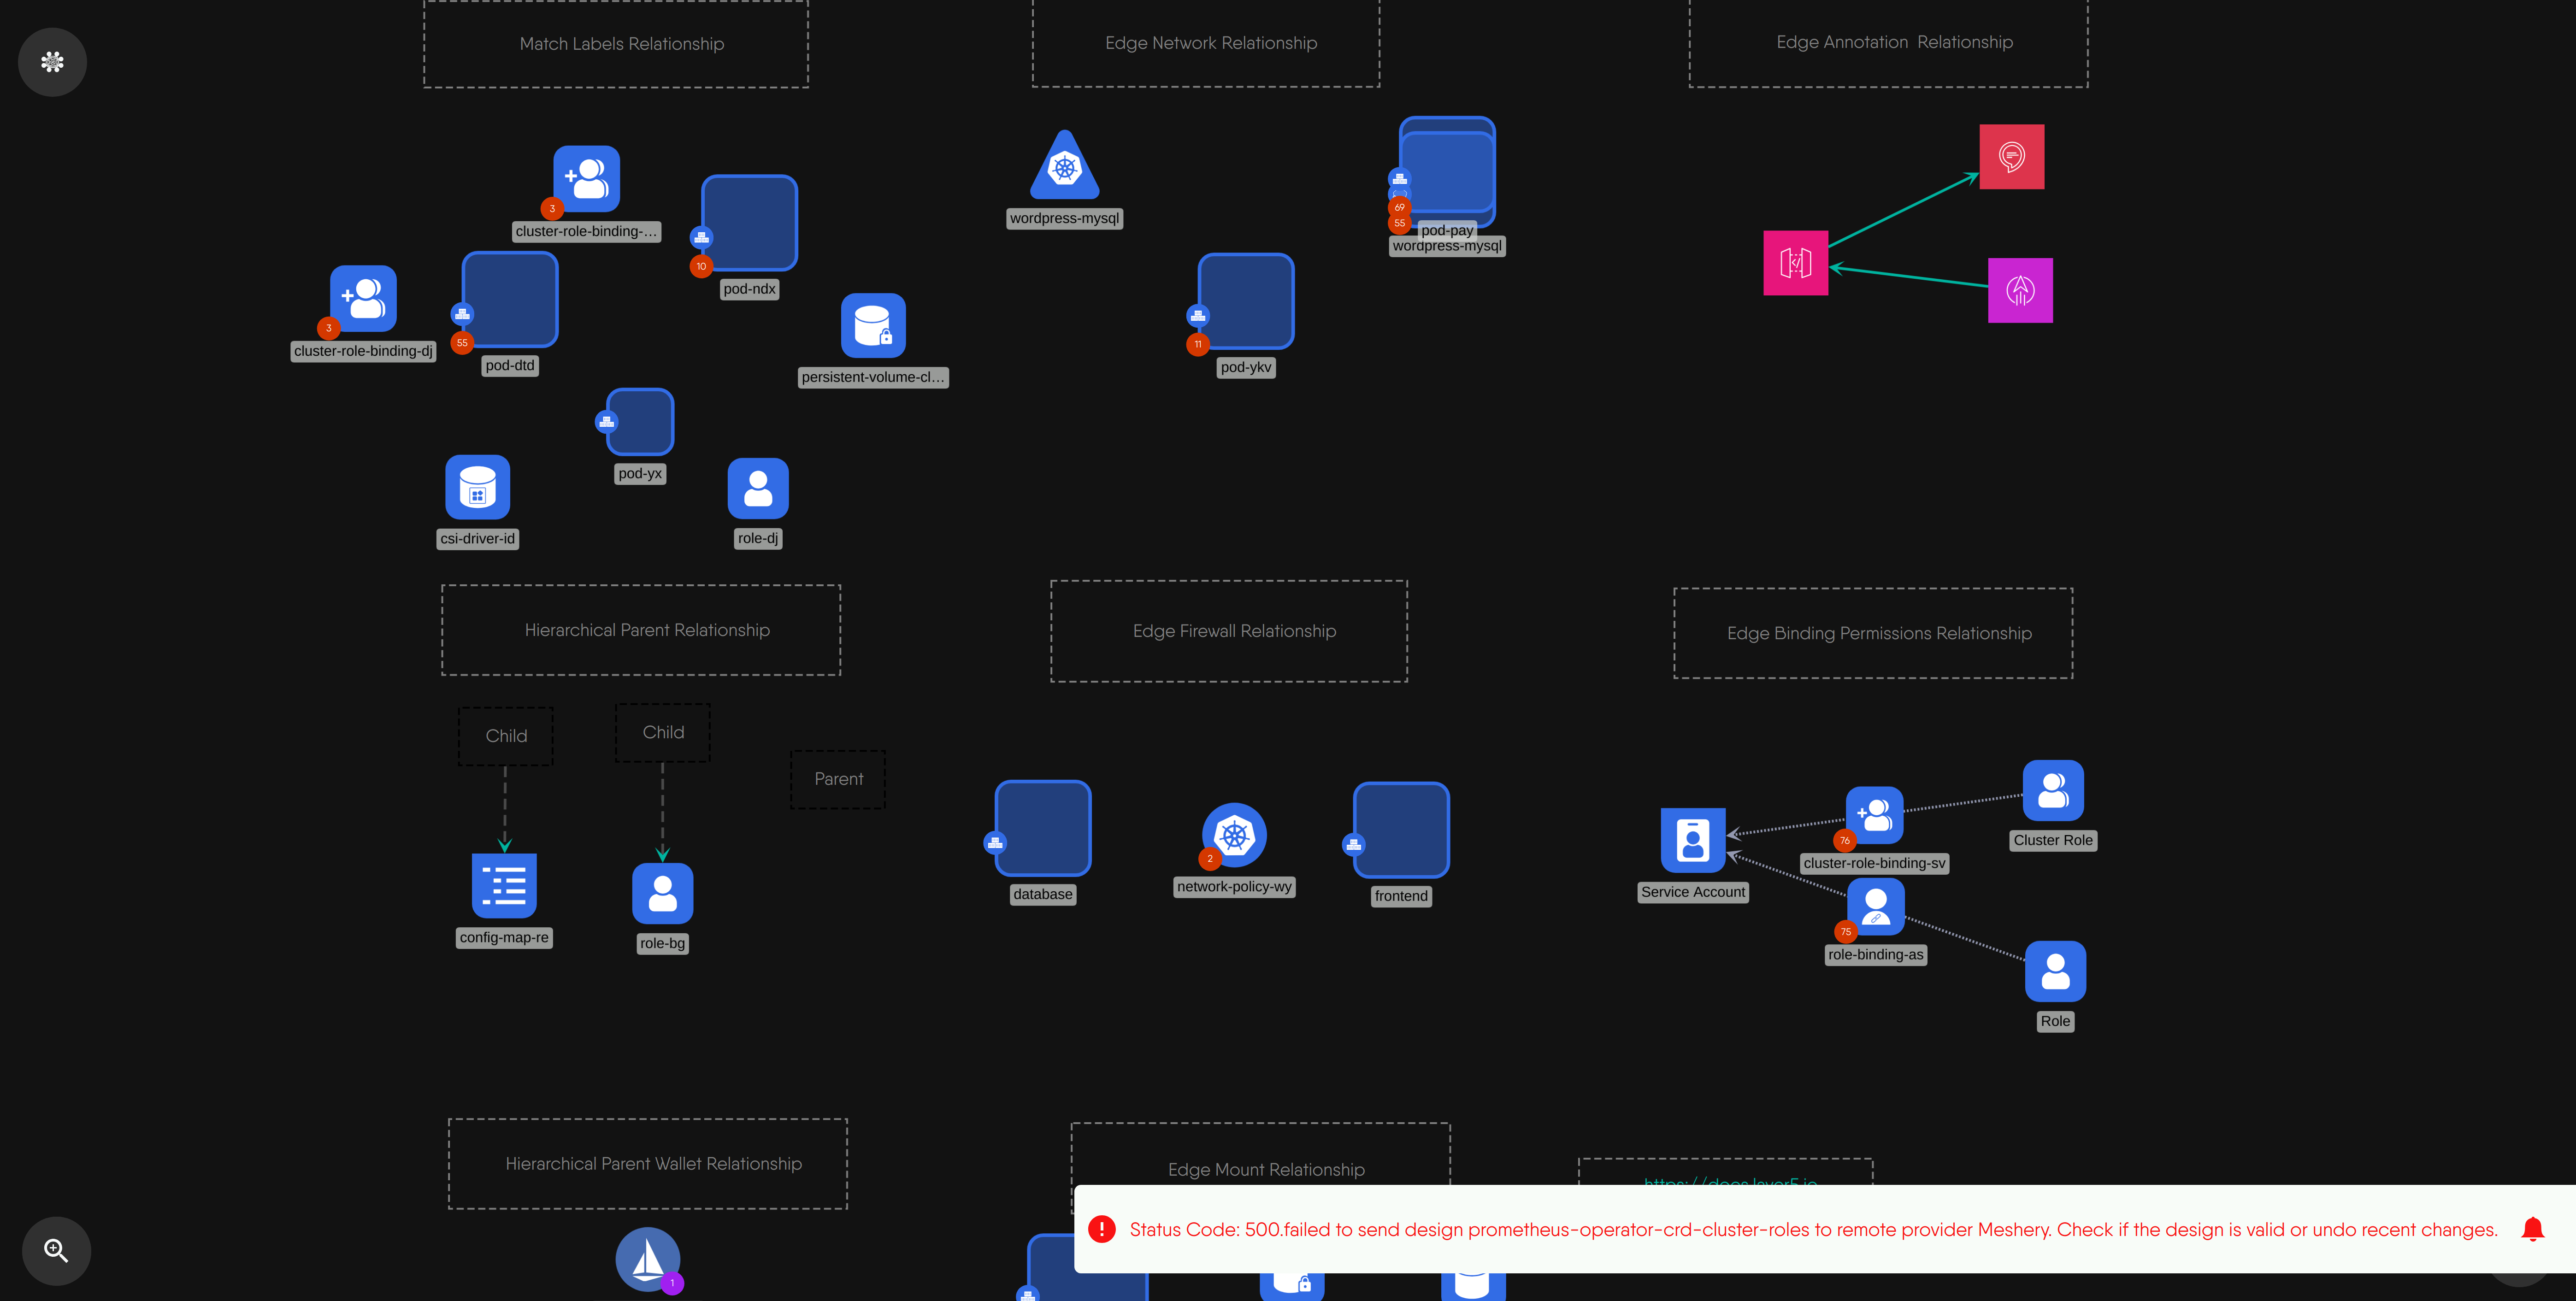 Match Labels Relationship
Edge Network Relationship
Edge Annotation Relationship
3
cluster-role-binding-...
10
pod-ndx
3
cluster-role-binding-dj
55
pod-dtd
persistent-volume-cl...
pod-yx
csi-driver-id
role-dj
wordpress-mysql
69
55
pod-pay
wordpress-mysql
11
pod-ykv
Hierarchical Parent Relationship
Edge Firewall Relationship
Edge Binding Permissions Relationship
Child
Child
Parent
config-map-re
role-bg
database
2
network-policy-wy
frontend
Service Account
76
cluster-role-binding-sv
Cluster Role
75
role-binding-as
Role
Hierarchical Parent Wallet Relationship
Edge Mount Relationship
https://docs.layer5.io
1
Status Code: 500.failed to send design prometheus-operator-crd-cluster-roles to remote provider Meshery. Check if the design is valid or undo recent changes.